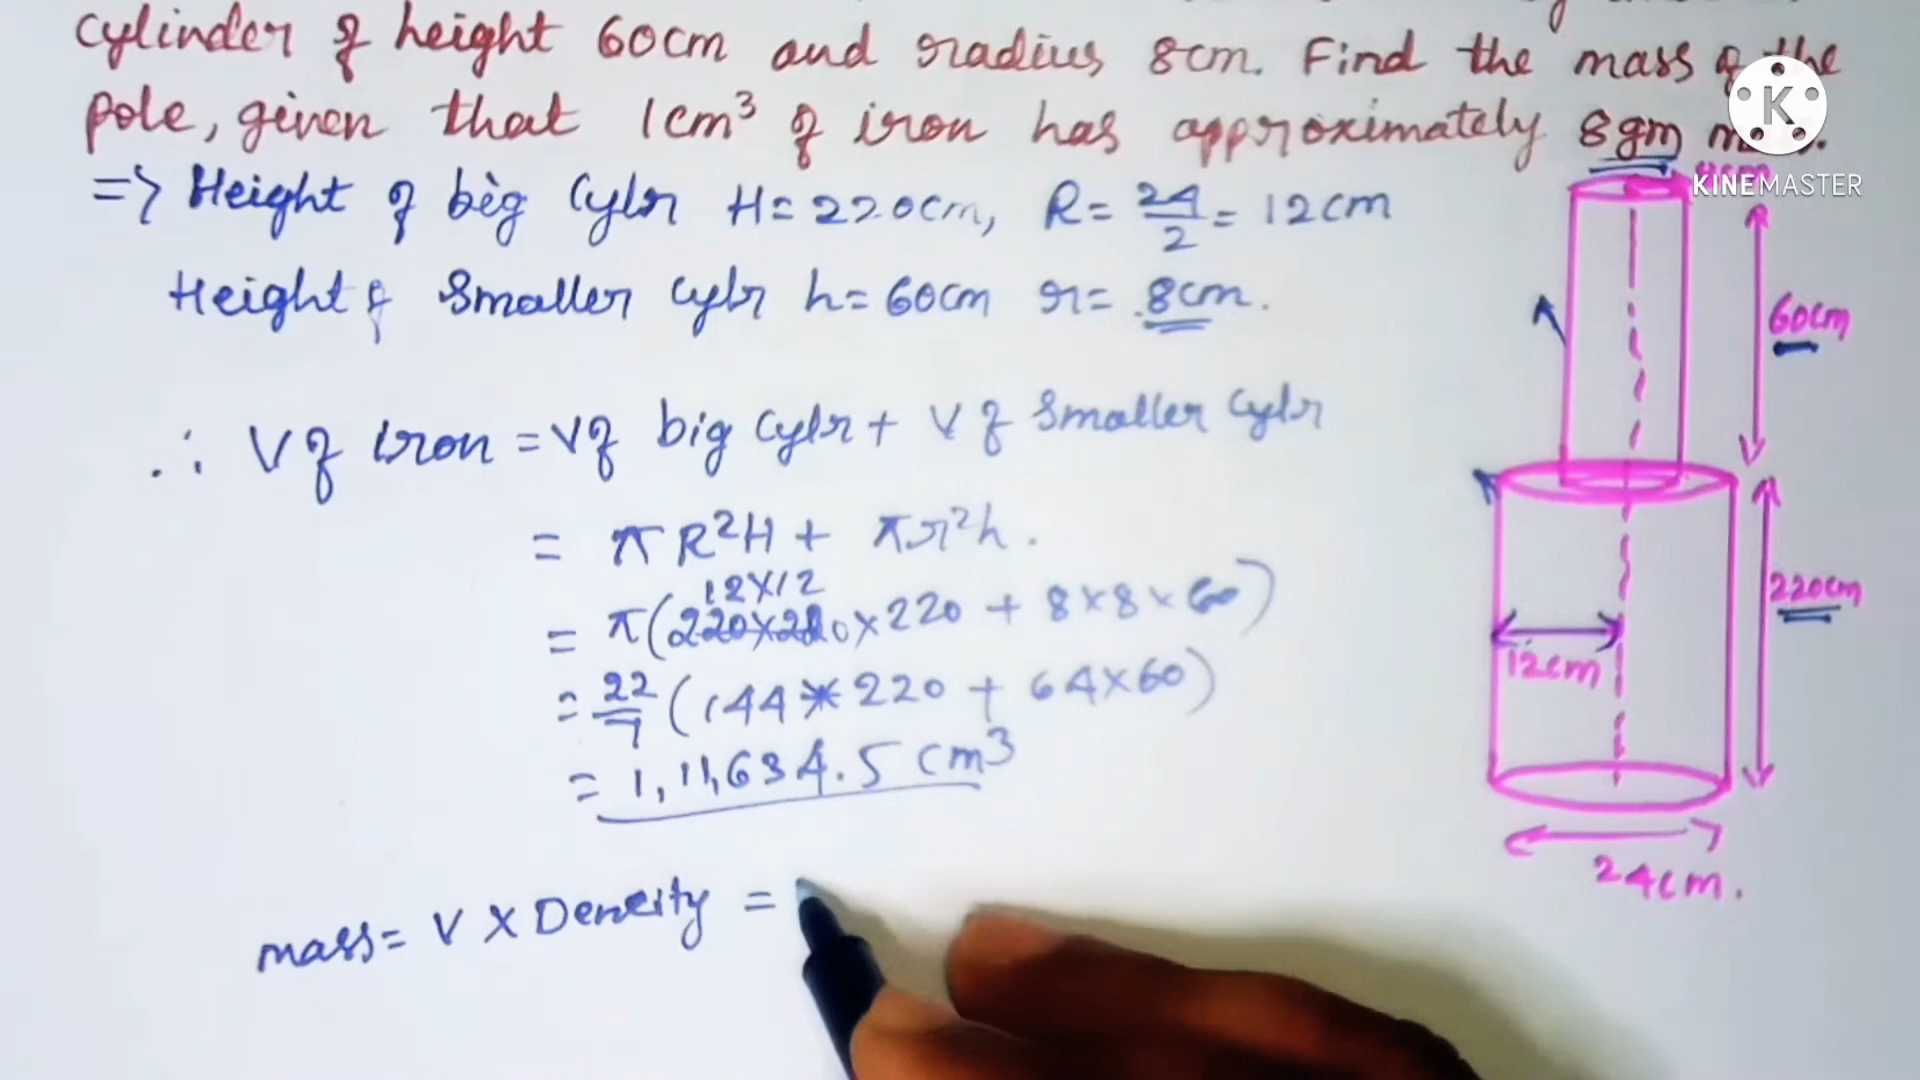 cylinder of height 60cm and radius 8cm. Find the mass of the
pole, given that 1cm³ of iron has approximately 8gm
=> Height of big Cylr H=220cm, R= 24/2 = 12cm
Height of Smaller cylr h=60cm r= 8cm.
∴ V of iron = V of big Cylr + V of Smaller Cylr
= πR²H + πr²h.
12×12
= π( ×220 + 8×8×60)
= 22/7 (144×220 + 64×60)
= 1,11,634.5 cm³
mass= V × Density =
K
KINEMASTER
60cm
220cm
12cm
24cm.